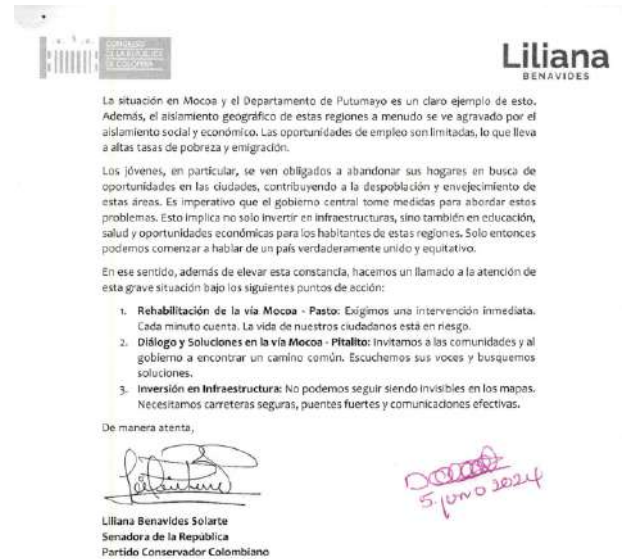 CONGRESO
DE LA REPÚBLICA
DE COLOMBIA
Liliana
BENAVIDES
La situación en Mocoa y el Departamento de Putumayo es un claro ejemplo de esto.
Además, el aislamiento geográfico de estas regiones a menudo se ve agravado por el
aislamiento social y económico. Las oportunidades de empleo son limitadas, lo que lleva
a altas tasas de pobreza y emigración.
Los jóvenes, en particular, se ven obligados a abandonar sus hogares en busca de
oportunidades en las ciudades, contribuyendo a la despoblación y envejecimiento de
estas áreas. Es imperativo que el gobierno central tome medidas para abordar estos
problemas. Esto implica no solo invertir en infraestructuras, sino también en educación,
salud y oportunidades económicas para los habitantes de estas regiones. Solo entonces
podemos comenzar a hablar de un país verdaderamente unido y equitativo.
En ese sentido, además de elevar esta constancia, hacemos un llamado a la atención de
esta grave situación bajo los siguientes puntos de acción:
1. Rehabilitación de la vía Mocoa - Pasto: Exigimos una intervención inmediata.
Cada minuto cuenta. La vida de nuestros ciudadanos está en riesgo.
2. Diálogo y Soluciones en la vía Mocoa - Pitalito: Invitamos a las comunidades y al
gobierno a encontrar un camino común. Escuchemos sus voces y busquemos
soluciones.
3. Inversión en Infraestructura: No podemos seguir siendo invisibles en los mapas.
Necesitamos carreteras seguras, puentes fuertes y comunicaciones efectivas.
De manera atenta,
5. junio 2024
Liliana Benavides Solarte
Senadora de la República
Partido Conservador Colombiano